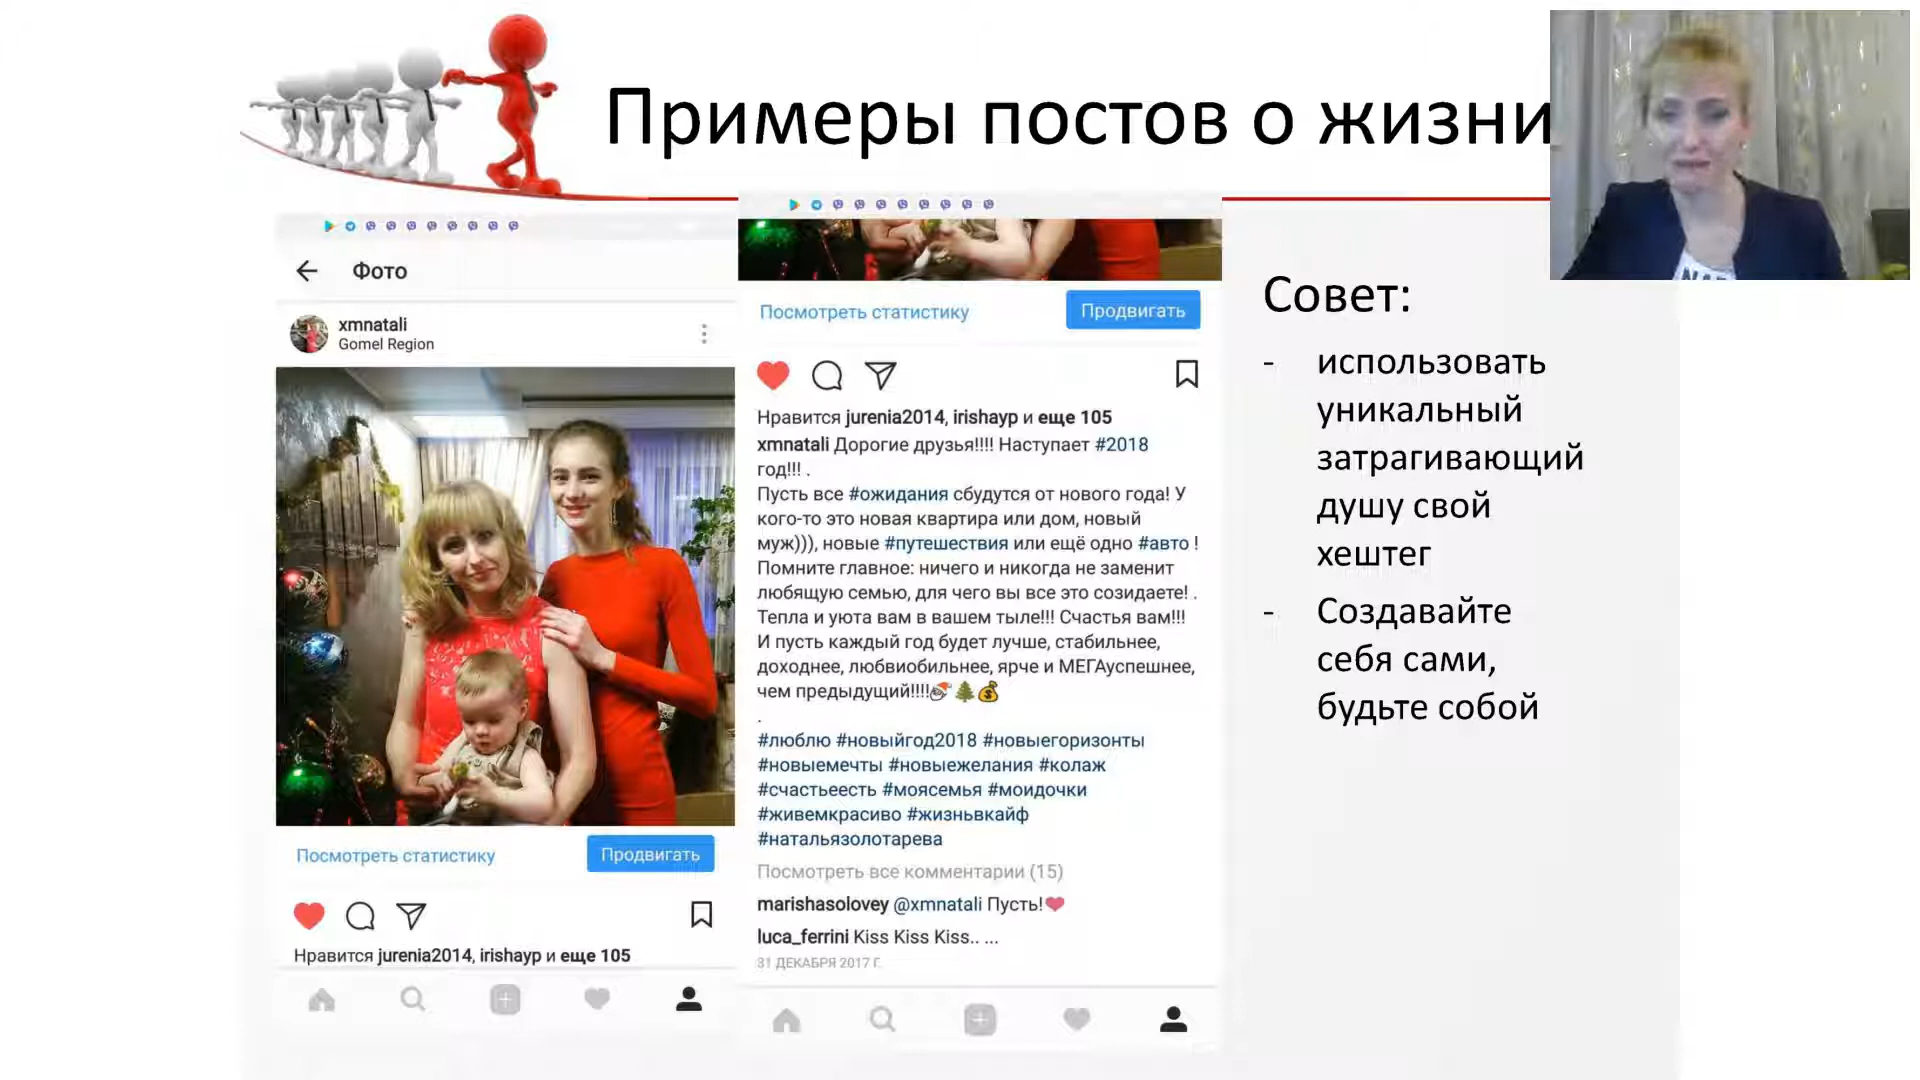 Примеры постов о жизни
Фото
xmnatali
Gomel Region
Посмотреть статистику
Продвигать
Нравится jurenia2014, irishayp и еще 105
Посмотреть статистику
Продвигать
Нравится jurenia2014, irishayp и еще 105
xmnatali Дорогие друзья!!!! Наступает #2018
год!!! .
Пусть все #ожидания сбудутся от нового года! У
кого-то это новая квартира или дом, новый
муж))), новые #путешествия или ещё одно #авто !
Помните главное: ничего и никогда не заменит
любящую семью, для чего вы все это созидаете! .
Тепла и уюта вам в вашем тыле!!! Счастья вам!!!
И пусть каждый год будет лучше, стабильнее,
доходнее, любвиобильнее, ярче и МЕГАуспешнее,
чем предыдущий!!!!🎅🎄💰
.
#люблю #новыйгод2018 #новыегоризонты
#новыемечты #новыежелания #колаж
#счастьеесть #моясемья #моидочки
#живемкрасиво #жизньвкайф
#натальязолотарева
Посмотреть все комментарии (15)
marishasolovey @xmnatali Пусть!❤
luca_ferrini Kiss Kiss Kiss.. ...
31 ДЕКАБРЯ 2017 Г.
Совет:
- использовать
уникальный
затрагивающий
душу свой
хештег
- Создавайте
себя сами,
будьте собой